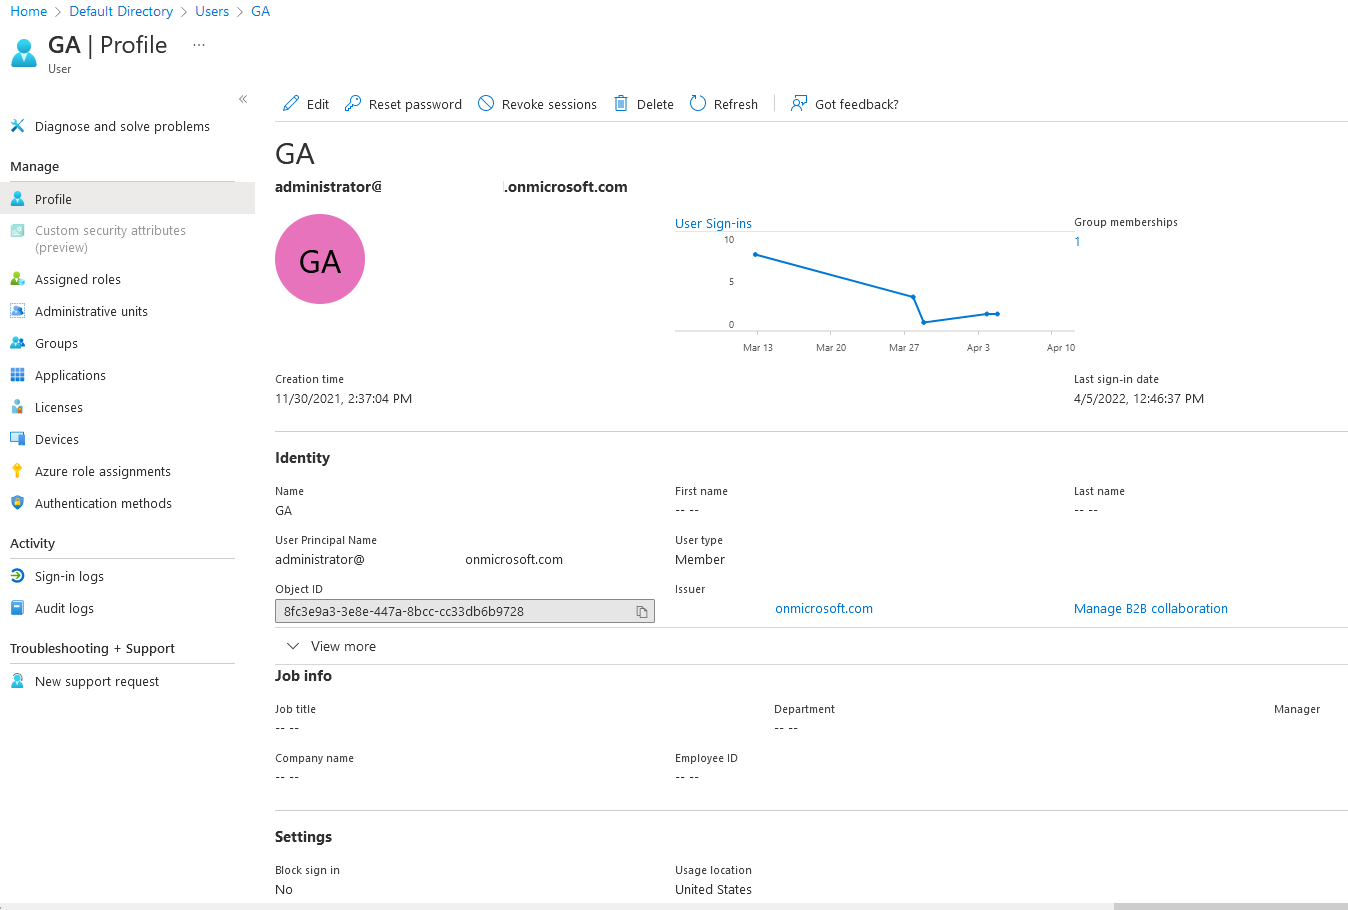 Home > Default Directory > Users > GA
GA | Profile ...
User
«
Diagnose and solve problems
Manage
Profile
Custom security attributes
(preview)
Assigned roles
Administrative units
Groups
Applications
Licenses
Devices
Azure role assignments
Authentication methods
Activity
Sign-in logs
Audit logs
Troubleshooting + Support
New support request
Edit Reset password Revoke sessions Delete Refresh Got feedback?
GA
administrator@ .onmicrosoft.com
GA
User Sign-ins
10
5
0
Mar 13 Mar 20 Mar 27 Apr 3 Apr 10
Group memberships
1
Creation time
11/30/2021, 2:37:04 PM
Last sign-in date
4/5/2022, 12:46:37 PM
Identity
Name First name Last name
GA -- -- -- --
User Principal Name User type
administrator@ onmicrosoft.com Member
Object ID Issuer
8fc3e9a3-3e8e-447a-8bcc-cc33db6b9728 onmicrosoft.com Manage B2B collaboration
View more
Job info
Job title Department Manager
-- -- -- --
Company name Employee ID
-- -- -- --
Settings
Block sign in Usage location
No United States